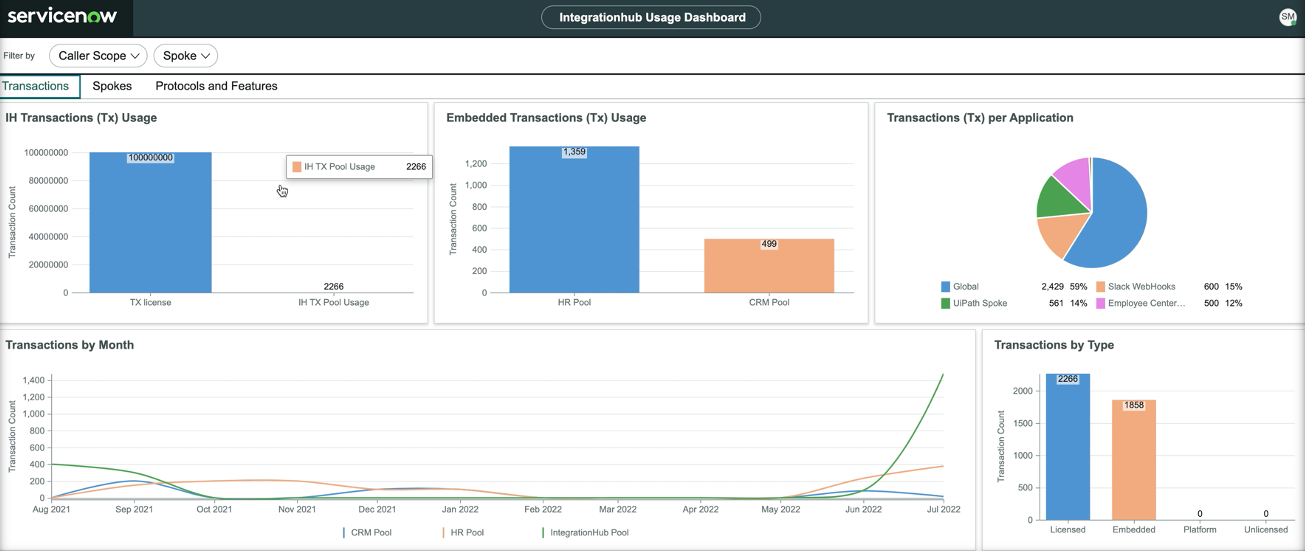 servicenow
Integrationhub Usage Dashboard
SM
Filter by
Caller Scope
Spoke
Transactions
Spokes
Protocols and Features
IH Transactions (Tx) Usage
Transaction Count
100000000
80000000
60000000
40000000
20000000
0
100000000
IH TX Pool Usage 2266
2266
TX license
IH TX Pool Usage
Embedded Transactions (Tx) Usage
Transaction Count
1,200
1,000
800
600
400
200
0
1,359
499
HR Pool
CRM Pool
Transactions (Tx) per Application
Global 2,429 59%
Slack WebHooks 600 15%
UiPath Spoke 561 14%
Employee Center... 500 12%
Transactions by Month
Transaction Count
1,400
1,200
1,000
800
600
400
200
0
Aug 2021
Sep 2021
Oct 2021
Nov 2021
Dec 2021
Jan 2022
Feb 2022
Mar 2022
Apr 2022
May 2022
Jun 2022
Jul 2022
CRM Pool
HR Pool
IntegrationHub Pool
Transactions by Type
Transaction Count
2000
1500
1000
500
0
2266
1858
0
0
Licensed
Embedded
Platform
Unlicensed